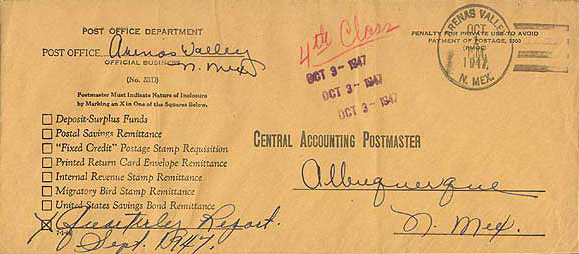 POST OFFICE DEPARTMENT
POST OFFICE Arenas Valley
OFFICIAL BUSINESS
N. Mex
Postmaster Must Indicate Nature of Inclosure
by Marking an X in One of the Squares Below.
Deposit-Surplus Funds
Postal Savings Remittance
"Fixed Credit" Postage Stamp Requisition
Printed Return Card Envelope Remittance
Internal Revenue Stamp Remittance
Migratory Bird Stamp Remittance
United States Savings Bond Remittance
X Quarterly Report.
Sept. 1947.
4th Class
OCT 3 - 1947
OCT 3 - 1947
OCT 3 - 1947
PENALTY FOR PRIVATE USE TO AVOID
PAYMENT OF POSTAGE, $300
ARENAS VALLEY
OCT
1947
N. MEX.
CENTRAL ACCOUNTING POSTMASTER
Albuquerque
N. Mex.